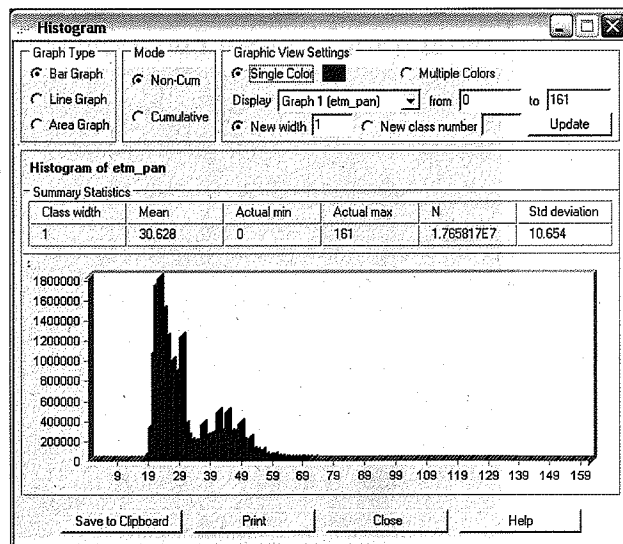 Histogram
Graph Type
Bar Graph
Line Graph
Area Graph
Mode
Non-Cum
Cumulative
Graphic View Settings
Single Color
Multiple Colors
Display Graph 1 (etm_pan) from 0 to 161
New width 1 New class number Update
Histogram of etm_pan
Summary Statistics
Class width Mean Actual min Actual max N Std deviation
1 30.628 0 161 1.765817E7 10.654
1800000
1600000
1400000
1200000
1000000
800000
600000
400000
200000
0
9 19 29 39 49 59 69 79 89 99 109 119 129 139 149 159
Save to Clipboard Print Close Help